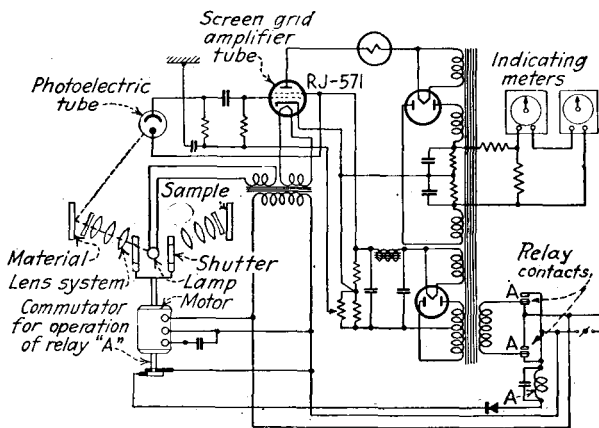 Screen grid
amplifier
tube
RJ-571
Photoelectric
tube
Indicating
meters
Sample
Material
Lens system
Shutter
Lamp
Motor
Commutator
for operation
of relay "A"
Relay
contacts
A
A
A